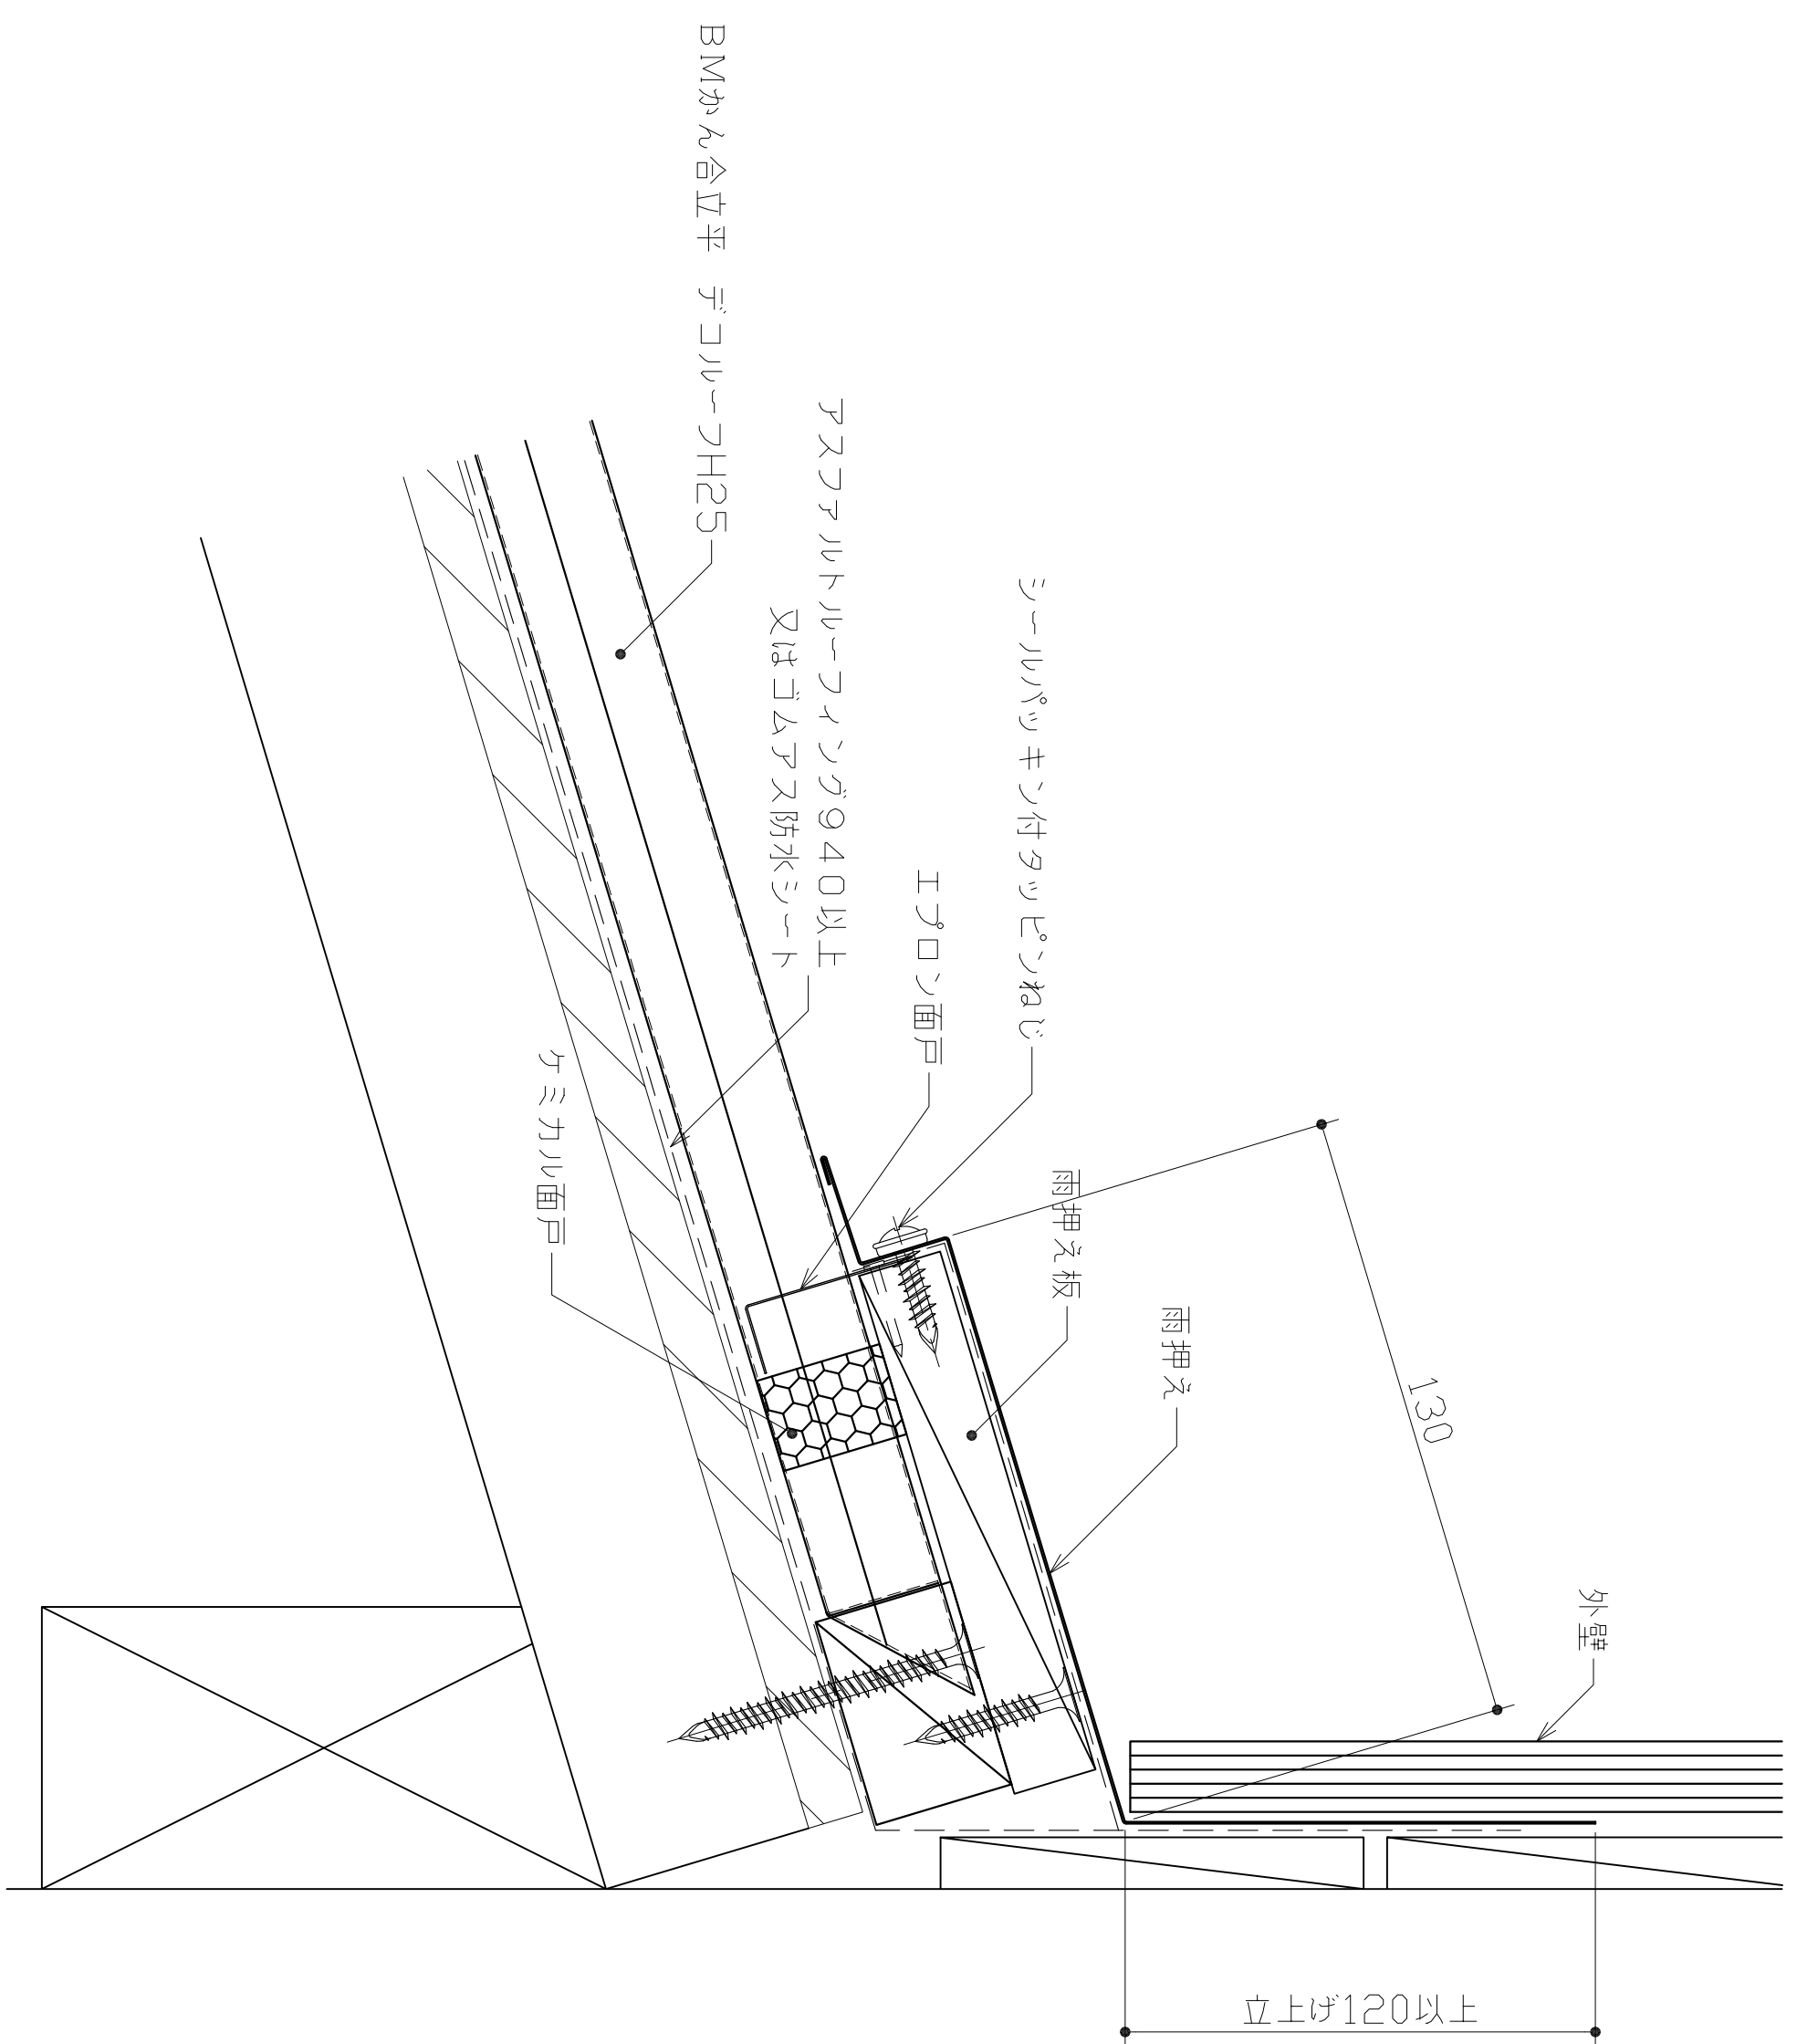 外壁
雨押え
雨押え板
シールパッキン付タッピンねじ
エプロン面戸
アスファルトルーフィング940以上
又はゴムアス防水シート
BMかん合立平 デコルーフH25
ケミカル面戸
130
立上げ120以上